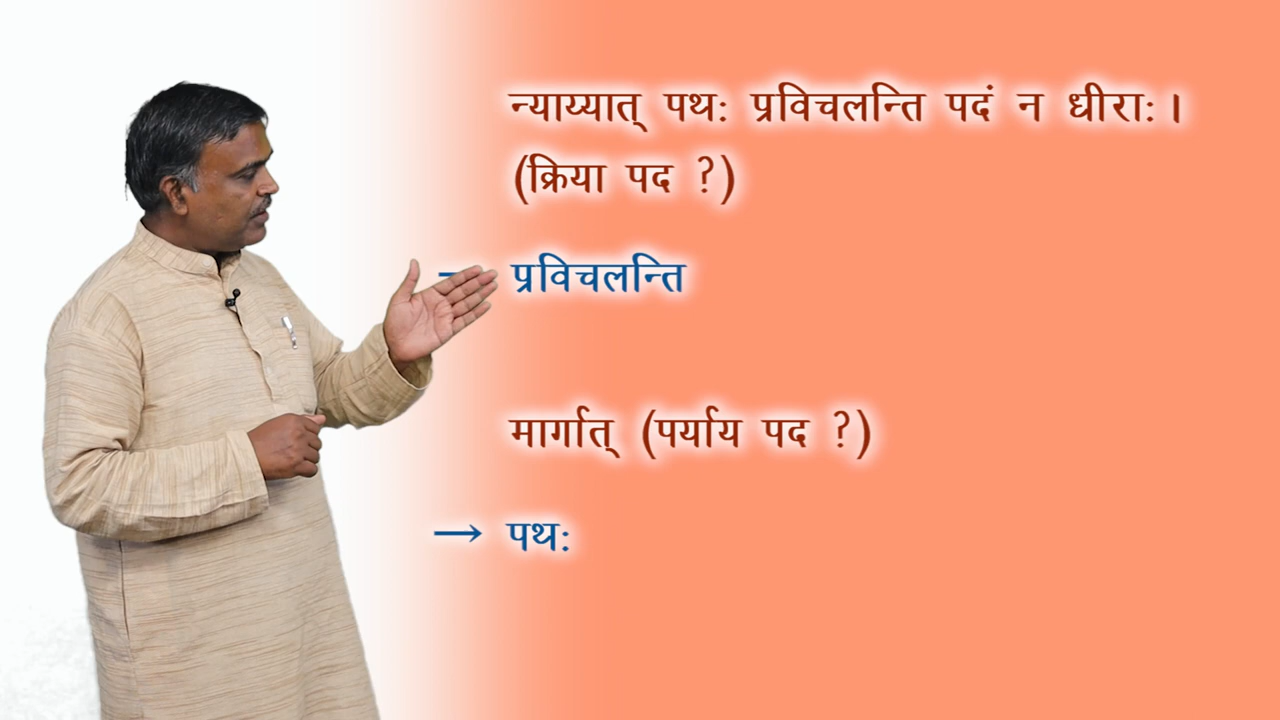 न्याय्यात् पथः प्रविचलन्ति पदं न धीराः ।
(क्रिया पद ?)
→ प्रविचलन्ति
मार्गात् (पर्याय पद ?)
→ पथः